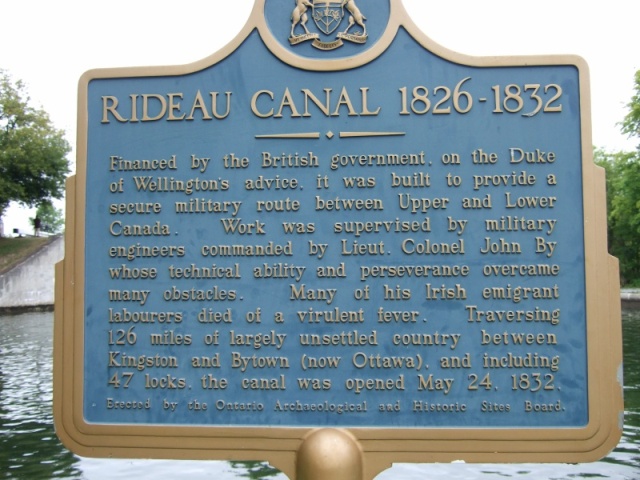 RIDEAU CANAL 1826-1832
Financed by the British government, on the Duke
of Wellington's advice, it was built to provide a
secure military route between Upper and Lower
Canada. Work was supervised by military
engineers commanded by Lieut. Colonel John By
whose technical ability and perseverance overcame
many obstacles. Many of his Irish emigrant
labourers died of a virulent fever. Traversing
126 miles of largely unsettled country between
Kingston and Bytown (now Ottawa), and including
47 locks, the canal was opened May 24, 1832.
Erected by the Ontario Archaeological and Historic Sites Board.